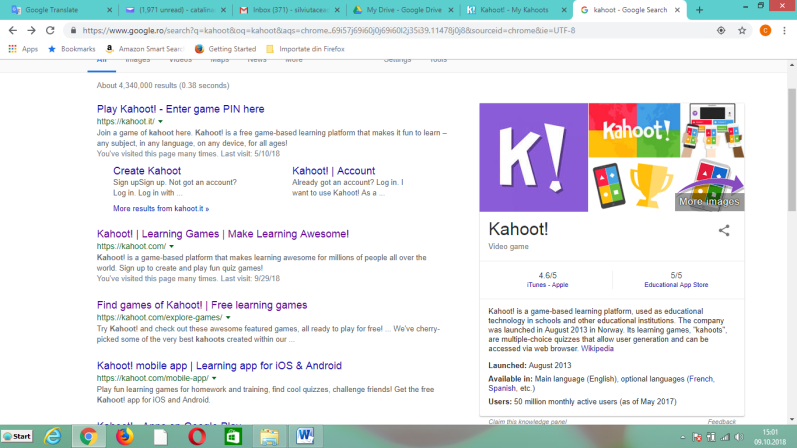 Google Translate
(1,971 unread) - cataline
Inbox (371) - silviutacea
My Drive - Google Drive
Kahoot! - My Kahoots
kahoot - Google Search
https://www.google.ro/search?q=kahoot&oq=kahoot&aqs=chrome..69i57j69i60j0j69i60l2j35i39.11478j0j8&sourceid=chrome&ie=UTF-8
C
Apps
Bookmarks
Amazon Smart Searc
Getting Started
Importate din Firefox
All
Images
Videos
Maps
News
More
Settings
Tools
About 4,340,000 results (0.38 seconds)
Play Kahoot! - Enter game PIN here
https://kahoot.it/
Join a game of kahoot here. Kahoot! is a free game-based learning platform that makes it fun to learn –
any subject, in any language, on any device, for all ages!
You've visited this page many times. Last visit: 5/10/18
Create Kahoot
Sign upSign up. Not got an account?
Log in. Log in with ...
Kahoot! | Account
Already got an account? Log in. I
want to use Kahoot! As a ...
More results from kahoot.it »
Kahoot! | Learning Games | Make Learning Awesome!
https://kahoot.com/
Kahoot! is a game-based platform that makes learning awesome for millions of people all over the
world. Sign up to create and play fun quiz games!
You've visited this page many times. Last visit: 9/29/18
Find games of Kahoot! | Free learning games
https://kahoot.com/explore-games/
Try Kahoot! and check out these awesome featured games, all ready to play for free! ... We've cherry-
picked some of the very best kahoots created within our ...
Kahoot! mobile app | Learning app for iOS & Android
https://kahoot.com/mobile-app/
Play fun learning games for homework and training, find cool quizzes, challenge friends! Get the free
Kahoot! app for iOS and Android.
Kahoot! - Apps on Google Play
K!
Kahoot!
More images
Kahoot!
Video game
4.6/5
iTunes - Apple
5/5
Educational App Store
Kahoot! is a game-based learning platform, used as educational
technology in schools and other educational institutions. The company
was launched in August 2013 in Norway. Its learning games, "kahoots",
are multiple-choice quizzes that allow user generation and can be
accessed via web browser. Wikipedia
Launched: August 2013
Available in: Main language (English), optional languages (French,
Spanish, etc.)
Users: 50 million monthly active users (as of May 2017)
Claim this knowledge panel
Feedback
Start
15:01
09.10.2018